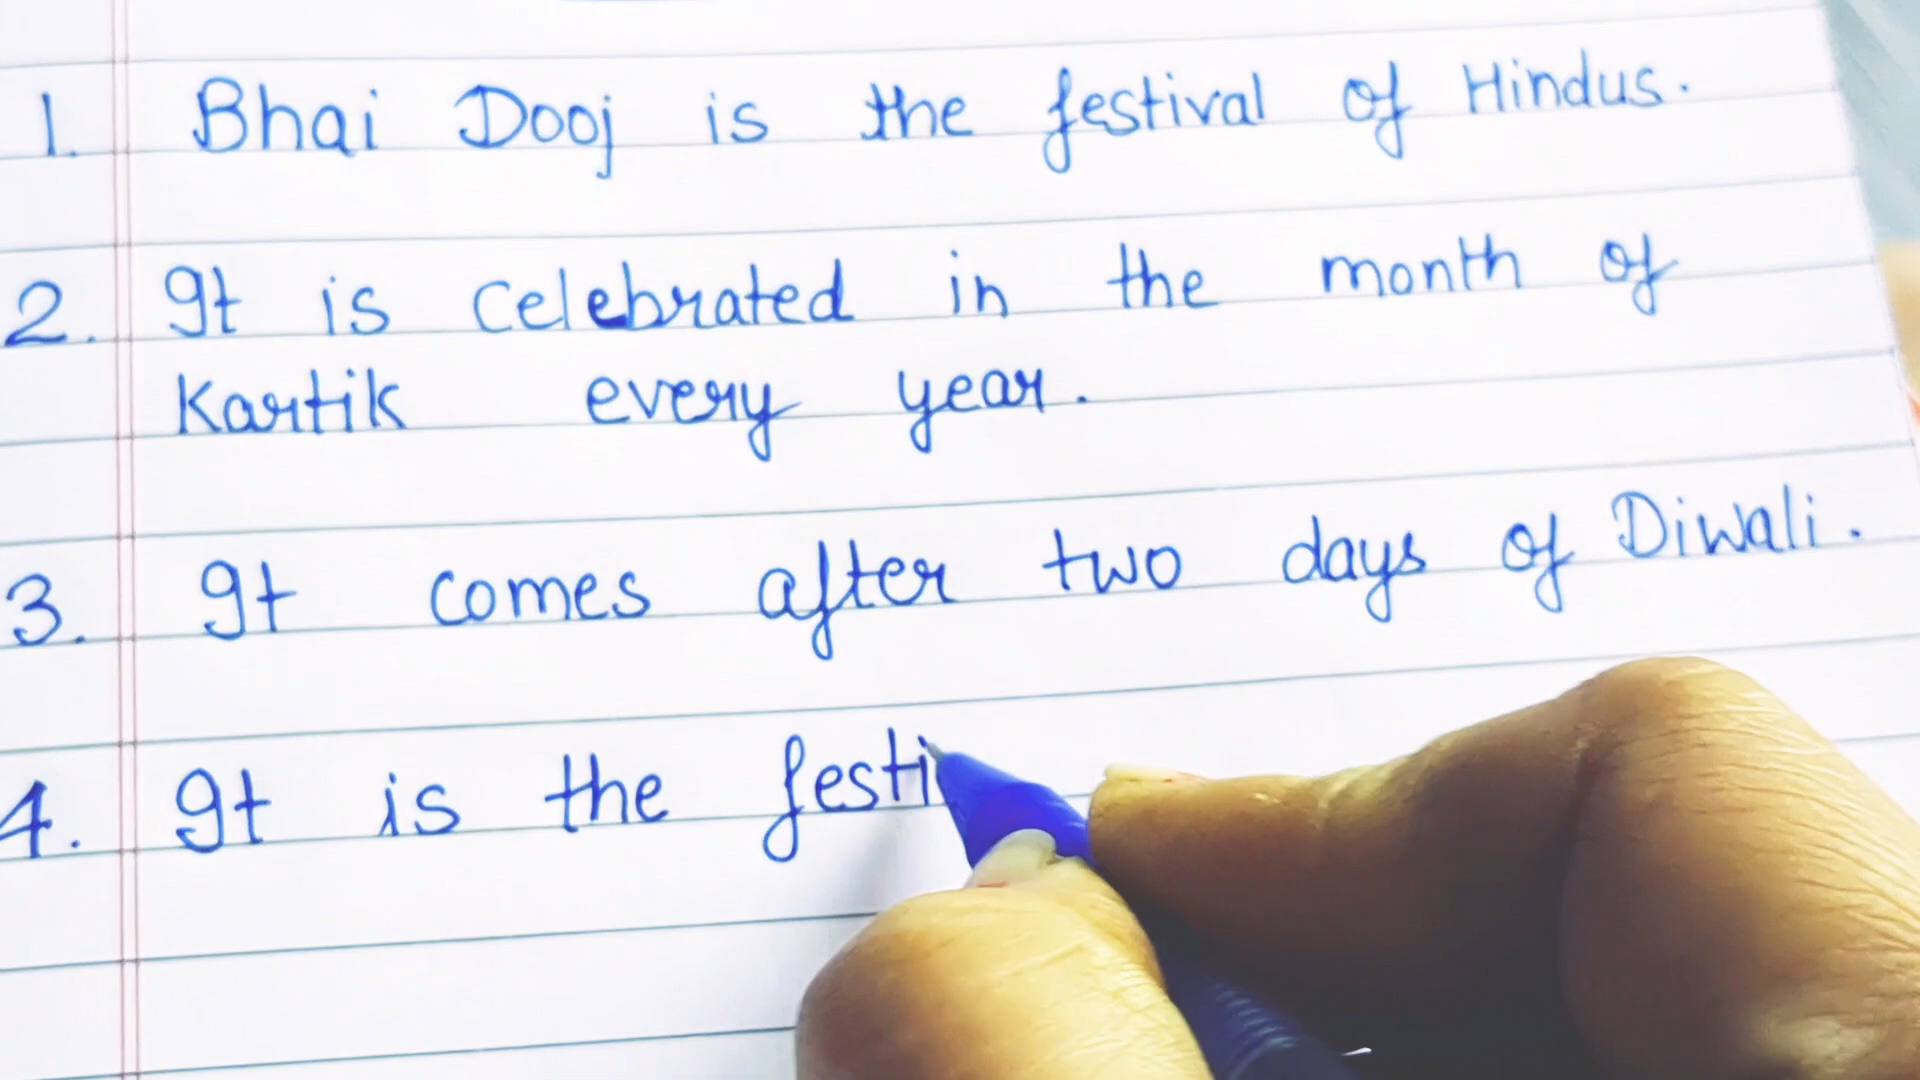 1. Bhai Dooj is the festival of Hindus.
2. It is celebrated in the month of
Kartik every year.
3. It comes after two days of Diwali.
4. It is the festi